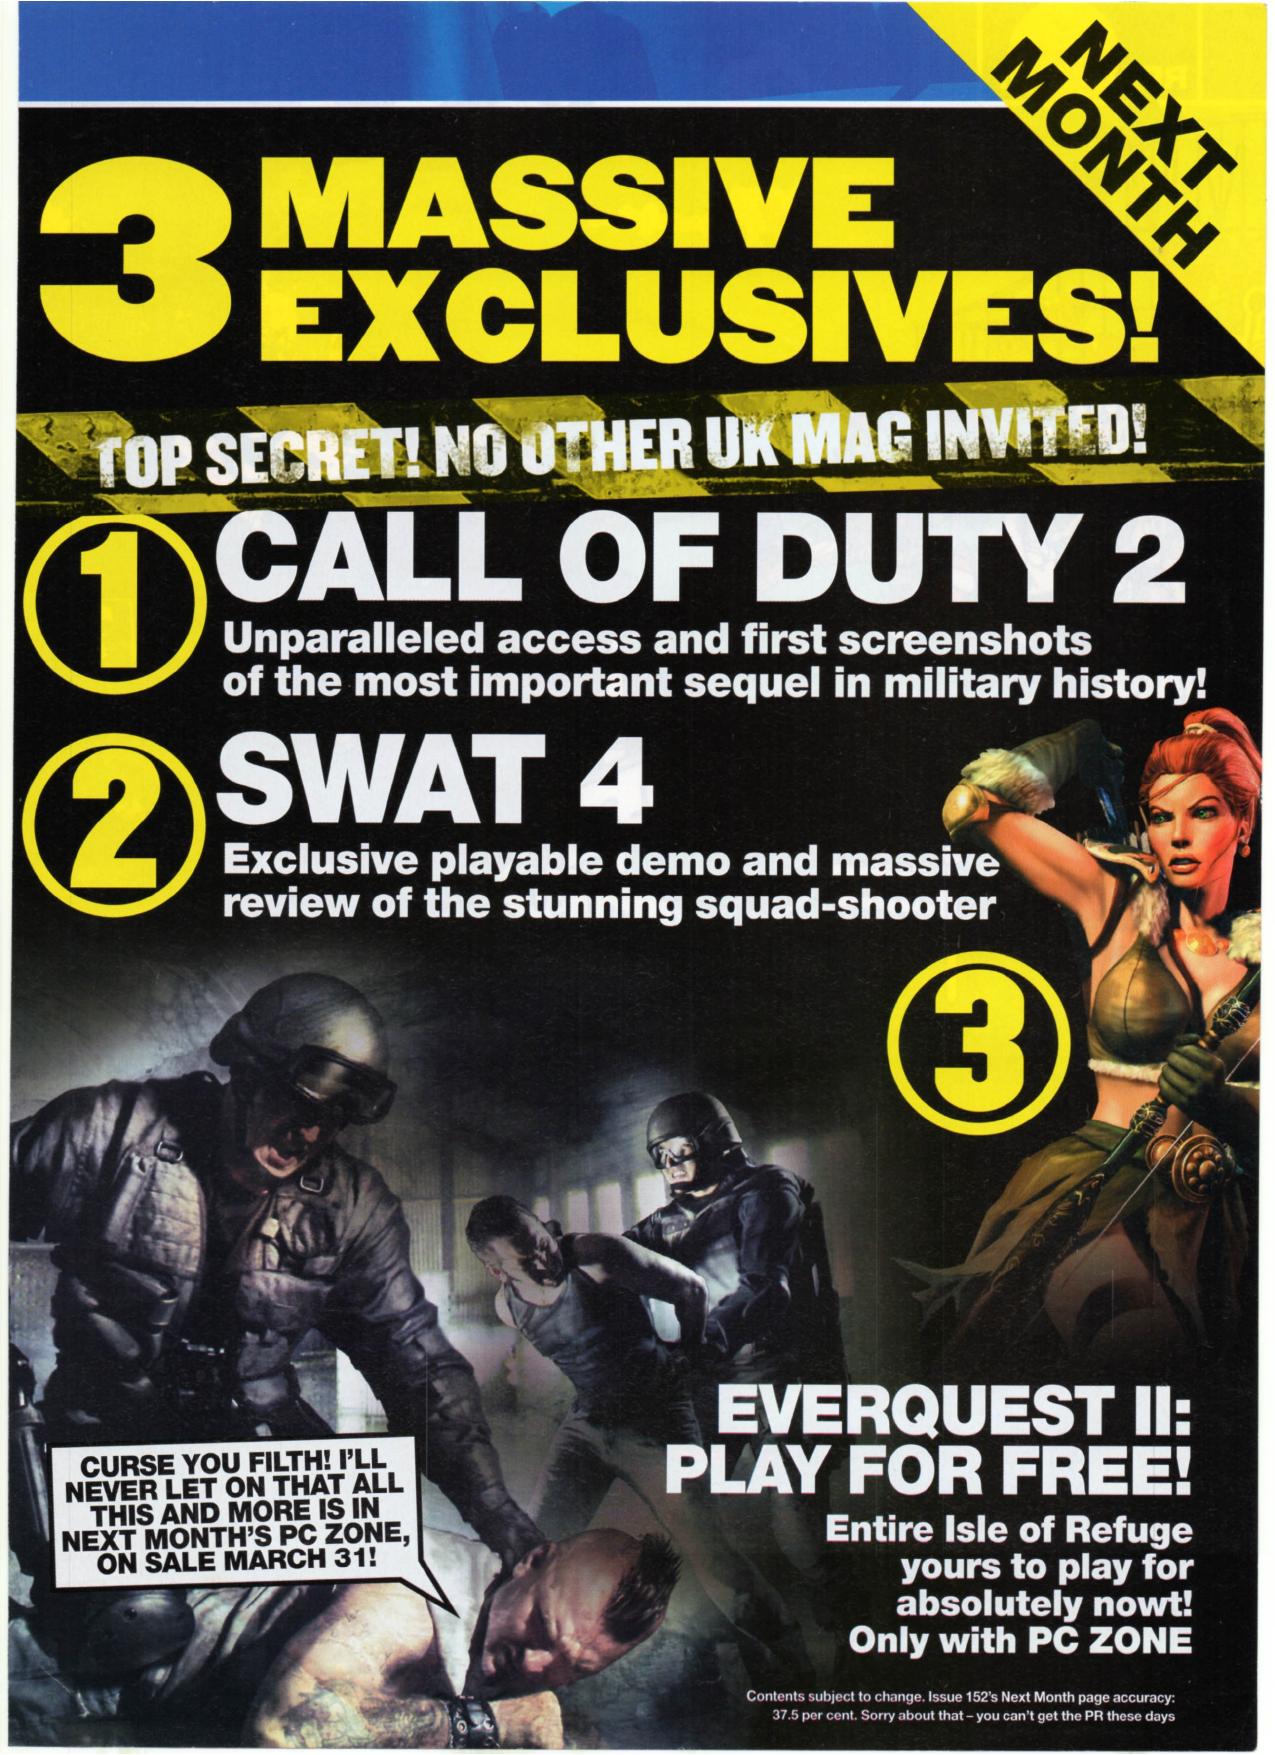 NEXT
MONTH
3 MASSIVE
EXCLUSIVES!
TOP SECRET! NO OTHER UK MAG INVITED!
1 CALL OF DUTY 2
Unparalleled access and first screenshots
of the most important sequel in military history!
2 SWAT 4
Exclusive playable demo and massive
review of the stunning squad-shooter
3
EVERQUEST II:
PLAY FOR FREE!
Entire Isle of Refuge
yours to play for
absolutely nowt!
Only with PC ZONE
CURSE YOU FILTH! I'LL
NEVER LET ON THAT ALL
THIS AND MORE IS IN
NEXT MONTH'S PC ZONE,
ON SALE MARCH 31!
Contents subject to change. Issue 152's Next Month page accuracy:
37.5 per cent. Sorry about that – you can't get the PR these days